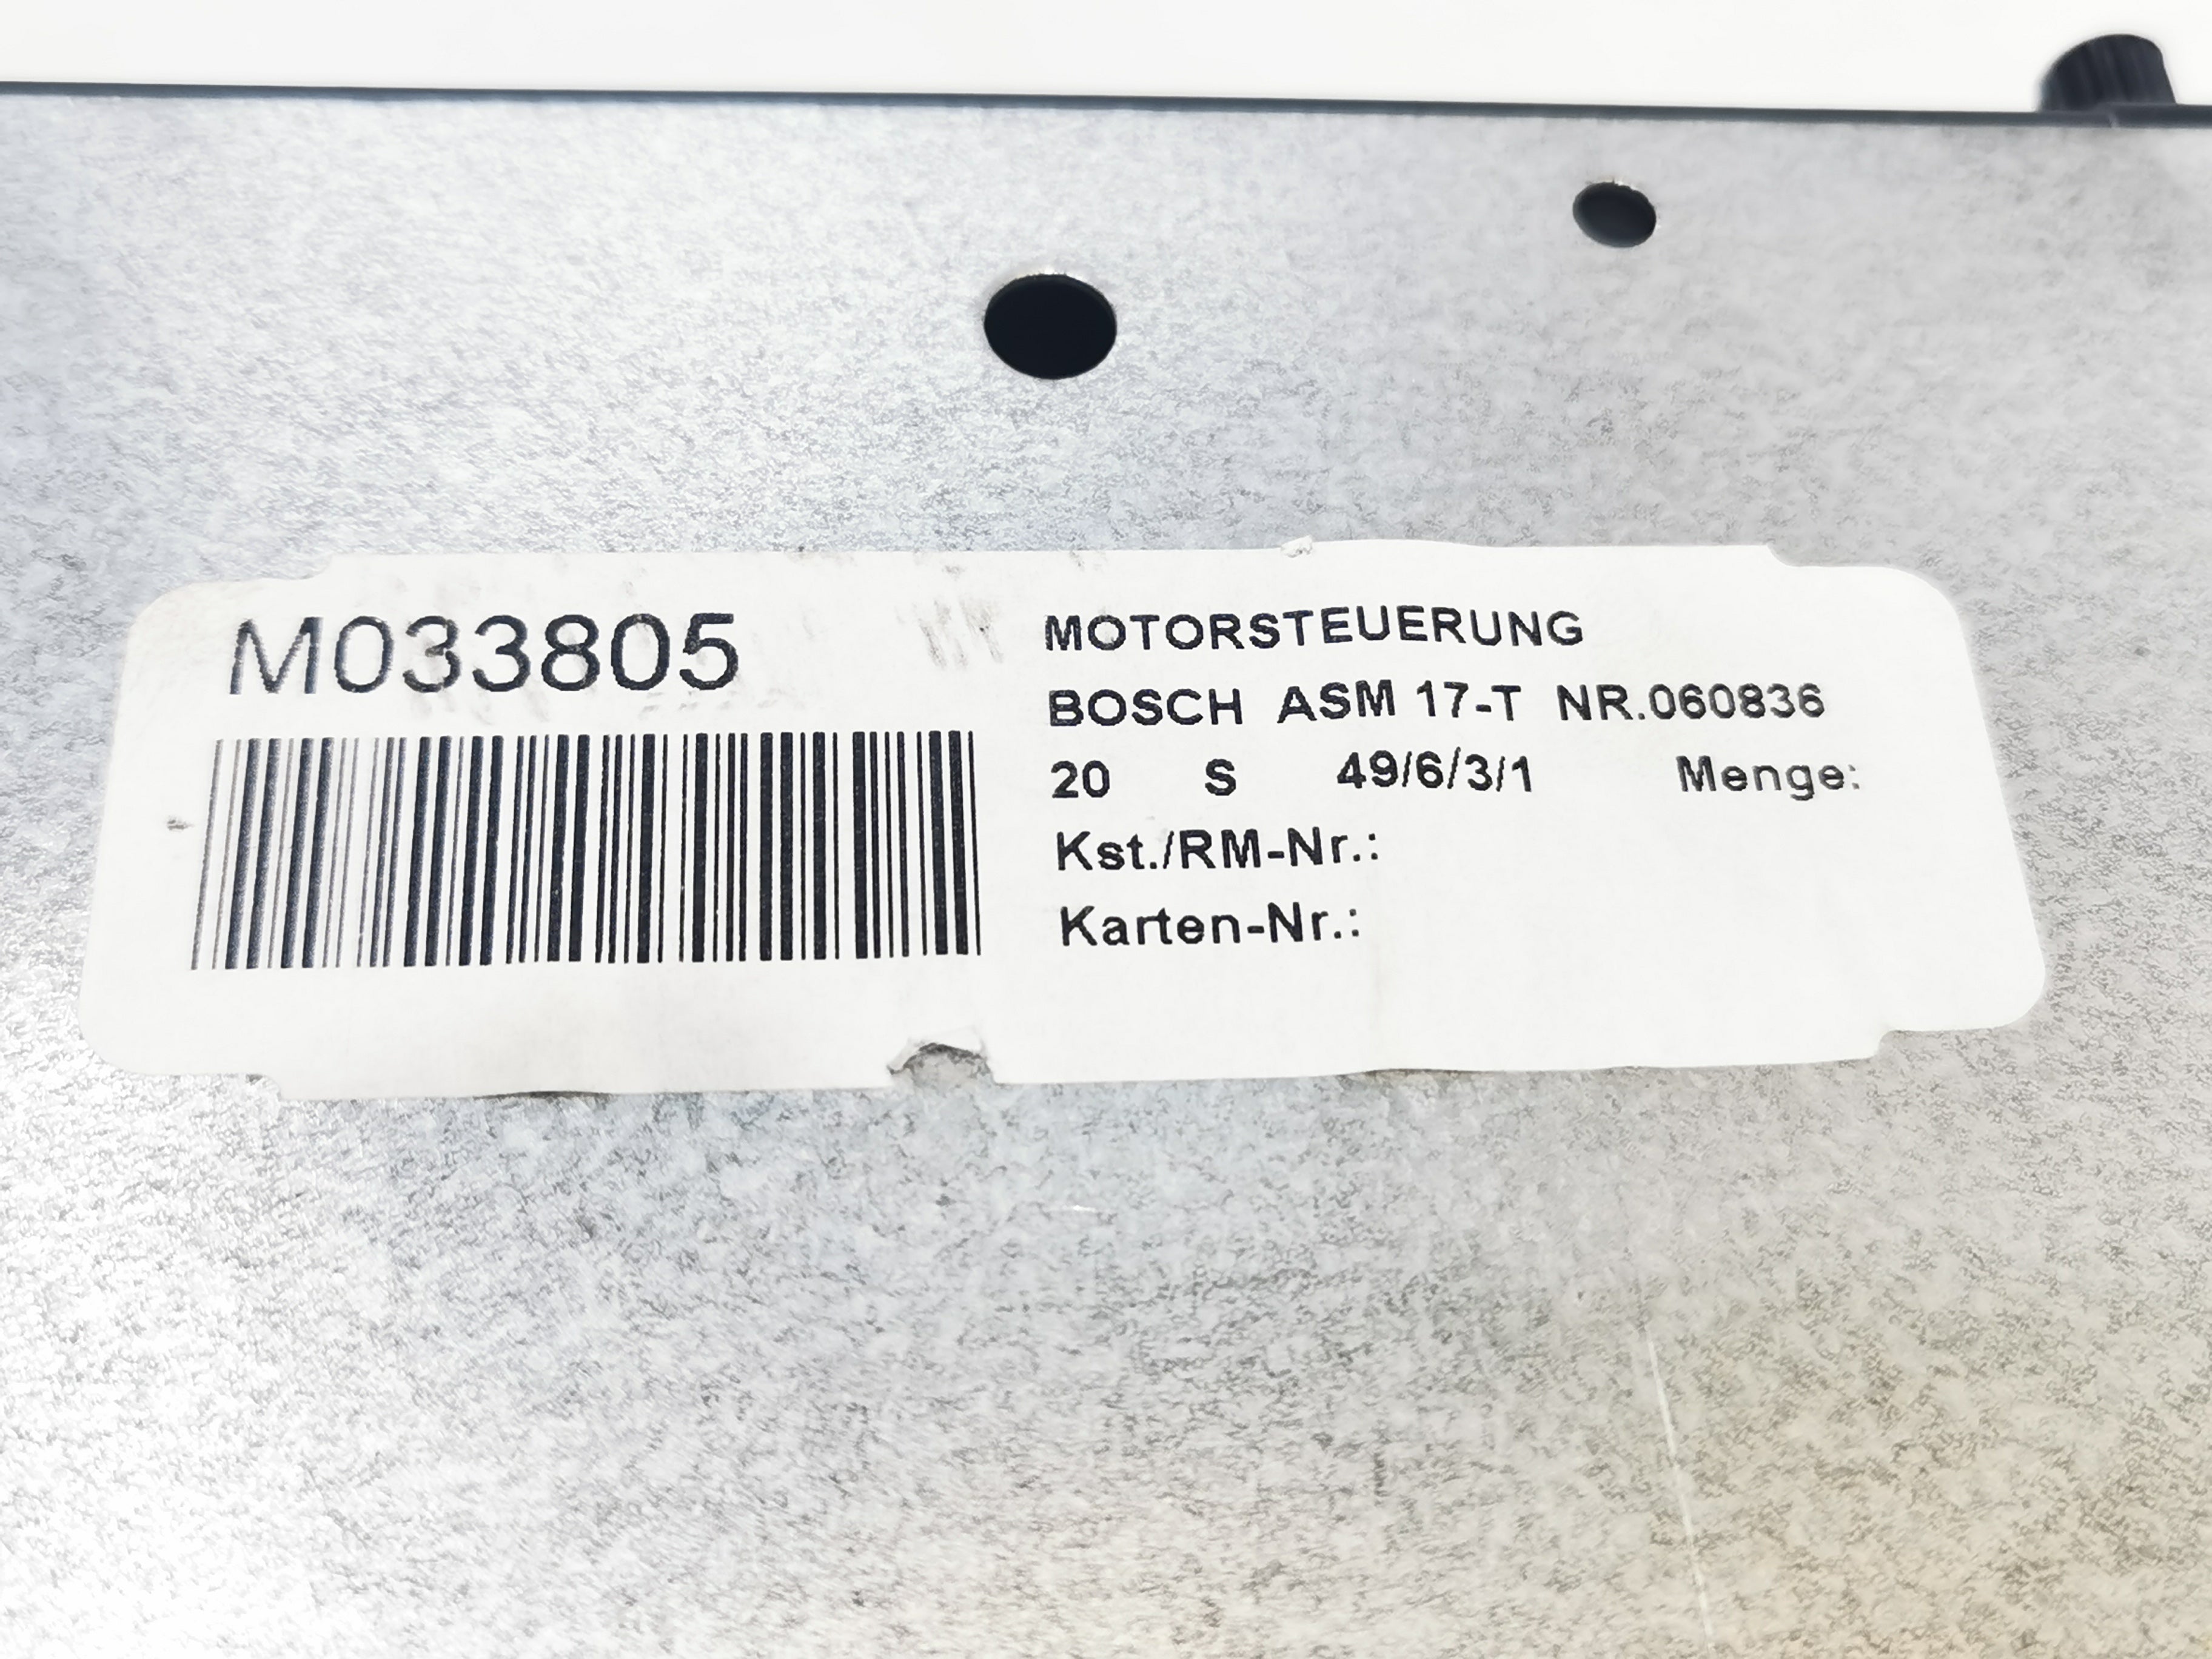 M033805
MOTORSTEUERUNG
BOSCH ASM 17-T NR.060836
20 S 49/6/3/1 Menge:
Kst./RM-Nr.:
Karten-Nr.: